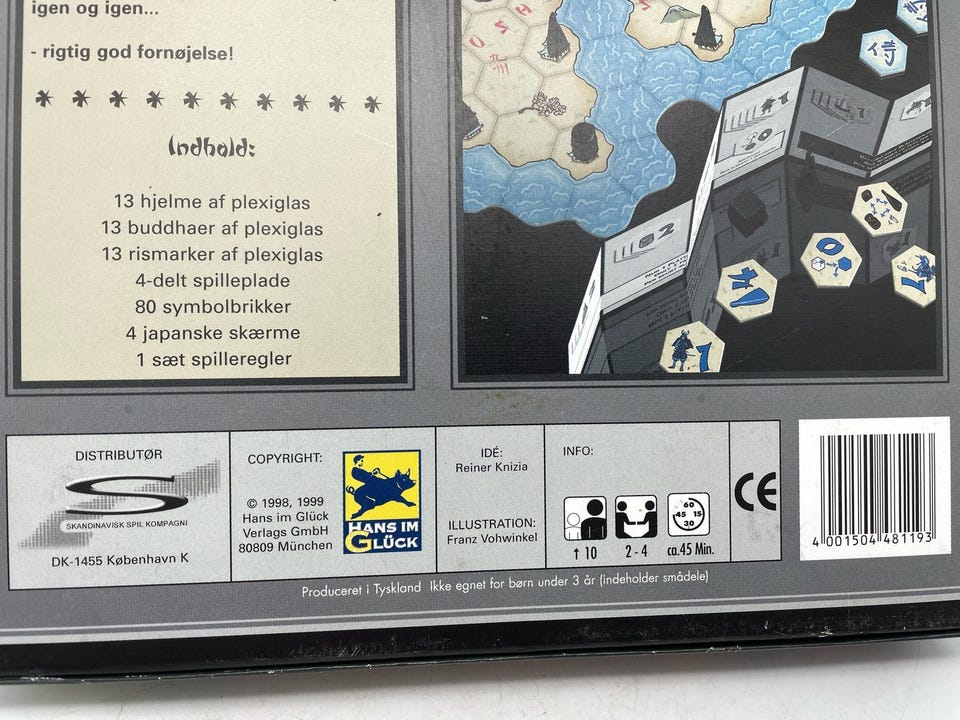 igen og igen...
- rigtig god fornøjelse!
Indhold:
13 hjelme af plexiglas
13 buddhaer af plexiglas
13 rismarker af plexiglas
4-delt spilleplade
80 symbolbrikker
4 japanske skærme
1 sæt spilleregler
侍
DISTRIBUTØR
S
SKANDINAVISK SPIL KOMPAGNI
DK-1455 København K
COPYRIGHT:
© 1998, 1999
Hans im Glück
Verlags GmbH
80809 München
HANS IM
GLÜCK
IDÉ:
Reiner Knizia
ILLUSTRATION:
Franz Vohwinkel
INFO:
↑ 10
2 - 4
60
45 15
30
ca.45 Min.
CE
4 001504 481193
Produceret i Tyskland ikke egnet for børn under 3 år (indeholder smådele)